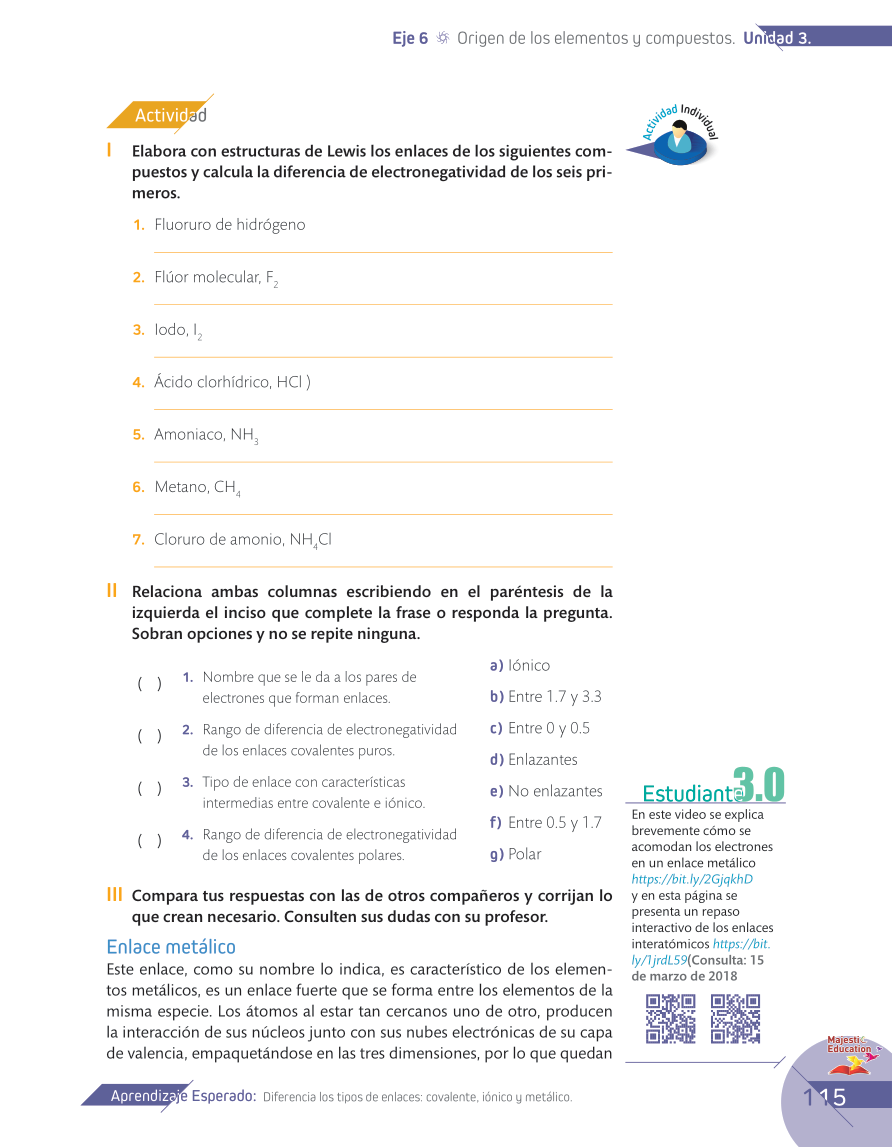 Eje 6 Origen de los elementos y compuestos. Unidad 3.
Actividad
Actividad Individual
I Elabora con estructuras de Lewis los enlaces de los siguientes com-
puestos y calcula la diferencia de electronegatividad de los seis pri-
meros.
1. Fluoruro de hidrógeno
2. Flúor molecular, F2
3. Iodo, I2
4. Ácido clorhídrico, HCl )
5. Amoniaco, NH3
6. Metano, CH4
7. Cloruro de amonio, NH4Cl
II Relaciona ambas columnas escribiendo en el paréntesis de la
izquierda el inciso que complete la frase o responda la pregunta.
Sobran opciones y no se repite ninguna.
( ) 1. Nombre que se le da a los pares de
electrones que forman enlaces.
( ) 2. Rango de diferencia de electronegatividad
de los enlaces covalentes puros.
( ) 3. Tipo de enlace con características
intermedias entre covalente e iónico.
( ) 4. Rango de diferencia de electronegatividad
de los enlaces covalentes polares.
a) Iónico
b) Entre 1.7 y 3.3
c) Entre 0 y 0.5
d) Enlazantes
e) No enlazantes
f) Entre 0.5 y 1.7
g) Polar
III Compara tus respuestas con las de otros compañeros y corrijan lo
que crean necesario. Consulten sus dudas con su profesor.
Enlace metálico
Este enlace, como su nombre lo indica, es característico de los elemen-
tos metálicos, es un enlace fuerte que se forma entre los elementos de la
misma especie. Los átomos al estar tan cercanos uno de otro, producen
la interacción de sus núcleos junto con sus nubes electrónicas de su capa
de valencia, empaquetándose en las tres dimensiones, por lo que quedan
Estudiante 3.0
En este video se explica
brevemente cómo se
acomodan los electrones
en un enlace metálico
https://bit.ly/2GjqkhD
y en esta página se
presenta un repaso
interactivo de los enlaces
interatómicos https://bit.
ly/1jrdL59(Consulta: 15
de marzo de 2018
Majestic
Education
Aprendizaje Esperado: Diferencia los tipos de enlaces: covalente, iónico y metálico.
115